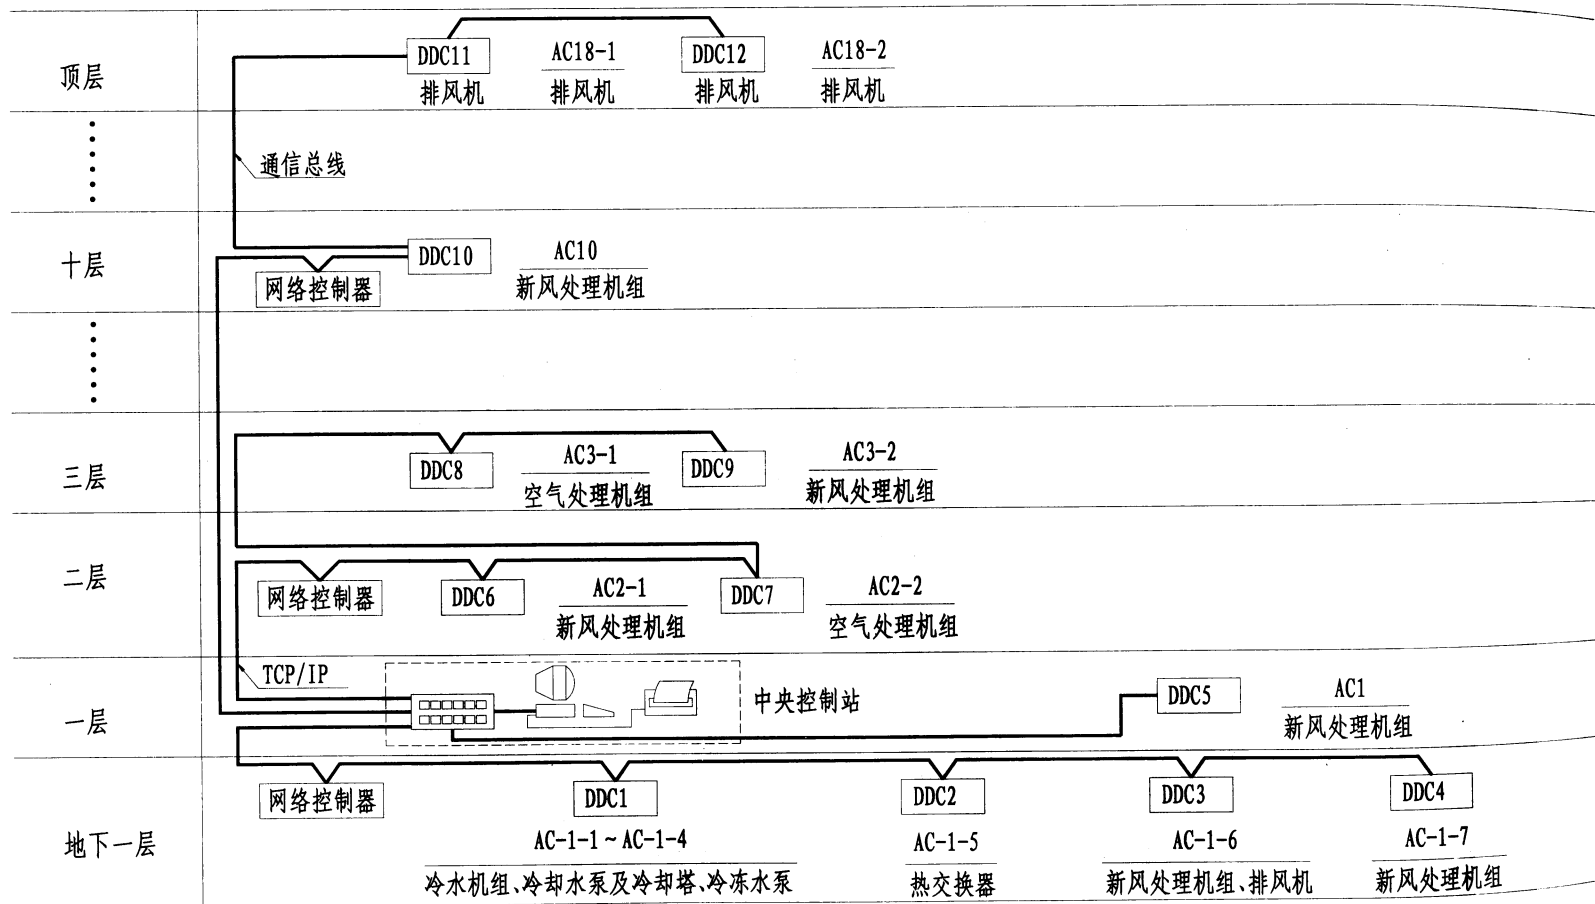 顶层
DDC11
AC18-1
DDC12
AC18-2
排风机
排风机
排风机
排风机
通信总线
十层
DDC10
AC10
网络控制器
新风处理机组
三层
DDC8
AC3-1
DDC9
AC3-2
空气处理机组
新风处理机组
二层
网络控制器
DDC6
AC2-1
DDC7
AC2-2
新风处理机组
空气处理机组
TCP/IP
一层
中央控制站
DDC5
AC1
新风处理机组
地下一层
网络控制器
DDC1
DDC2
DDC3
DDC4
AC-1-1~AC-1-4
AC-1-5
AC-1-6
AC-1-7
冷水机组、冷却水泵及冷却塔、冷冻水泵
热交换器
新风处理机组、排风机
新风处理机组